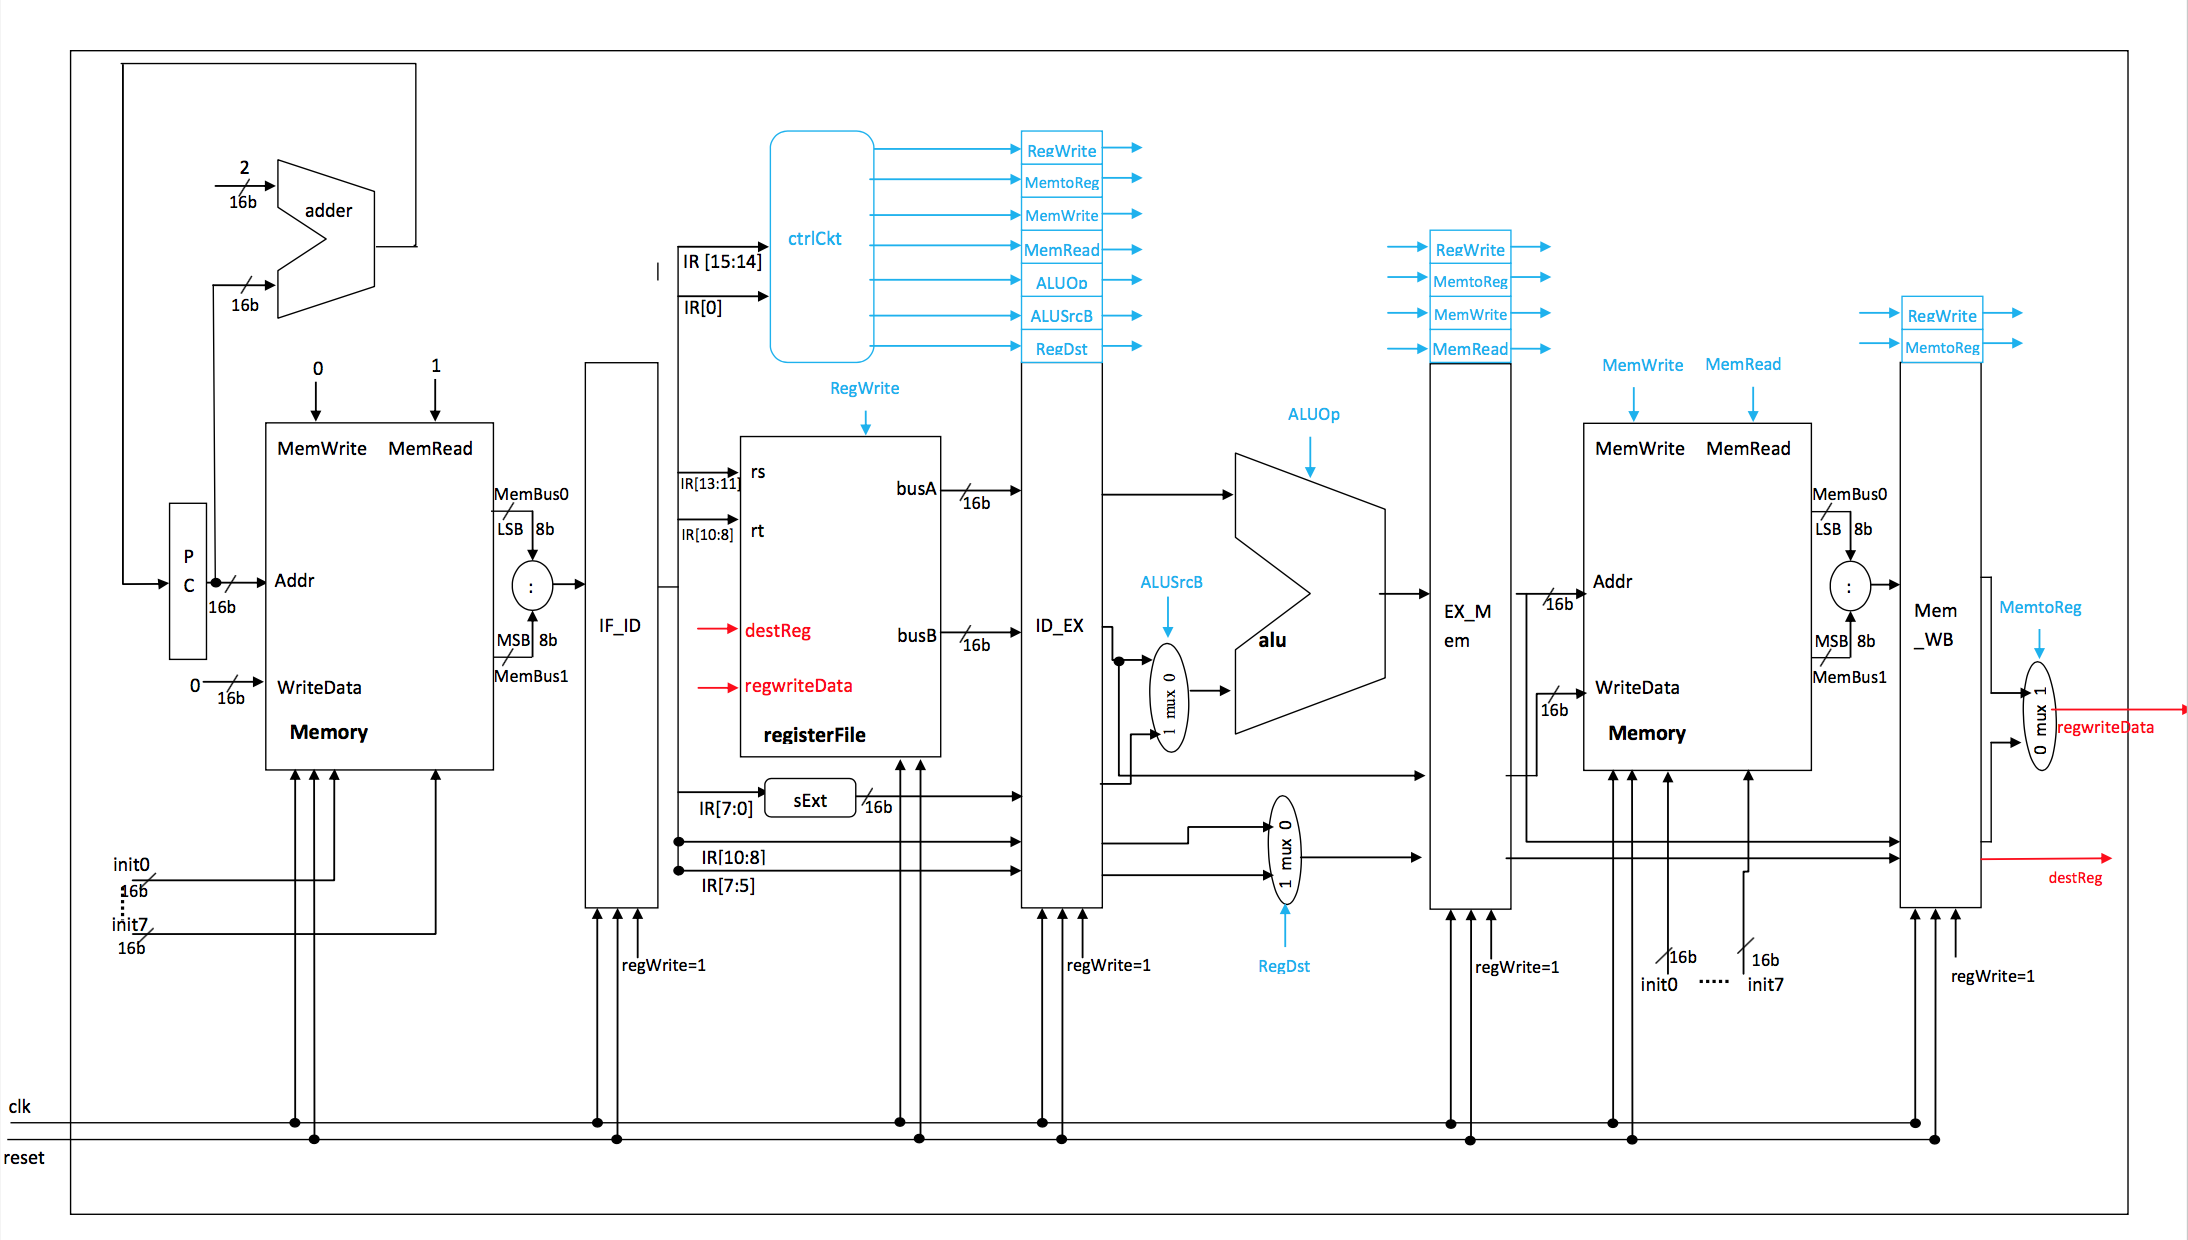 2
16b
adder
16b
0
1
MemWrite MemRead
MemBus0
LSB 8b
P
C
Addr
16b
:
MSB 8b
MemBus1
0
16b
WriteData
Memory
init0
16b
init7
16b
clk
reset
IF_ID
regWrite=1
IR [15:14]
IR[0]
ctrlCkt
RegWrite
rs
IR[13:11]
rt
IR[10:8]
busA
16b
destReg
busB
16b
regwriteData
registerFile
IR[7:0]
sExt
16b
IR[10:8]
IR[7:5]
RegWrite
MemtoReg
MemWrite
MemRead
ALUOp
ALUSrcB
RegDst
ID_EX
regWrite=1
ALUOp
ALUSrcB
1 mux 0
alu
1 mux 0
RegDst
RegWrite
MemtoReg
MemWrite
MemRead
EX_M
em
regWrite=1
MemWrite MemRead
MemWrite MemRead
16b
Addr
16b
WriteData
Memory
MemBus0
LSB 8b
:
MSB 8b
MemBus1
16b
16b
init0 ..... init7
RegWrite
MemtoReg
Mem
_WB
regWrite=1
MemtoReg
0 mux 1
regwriteData
destReg